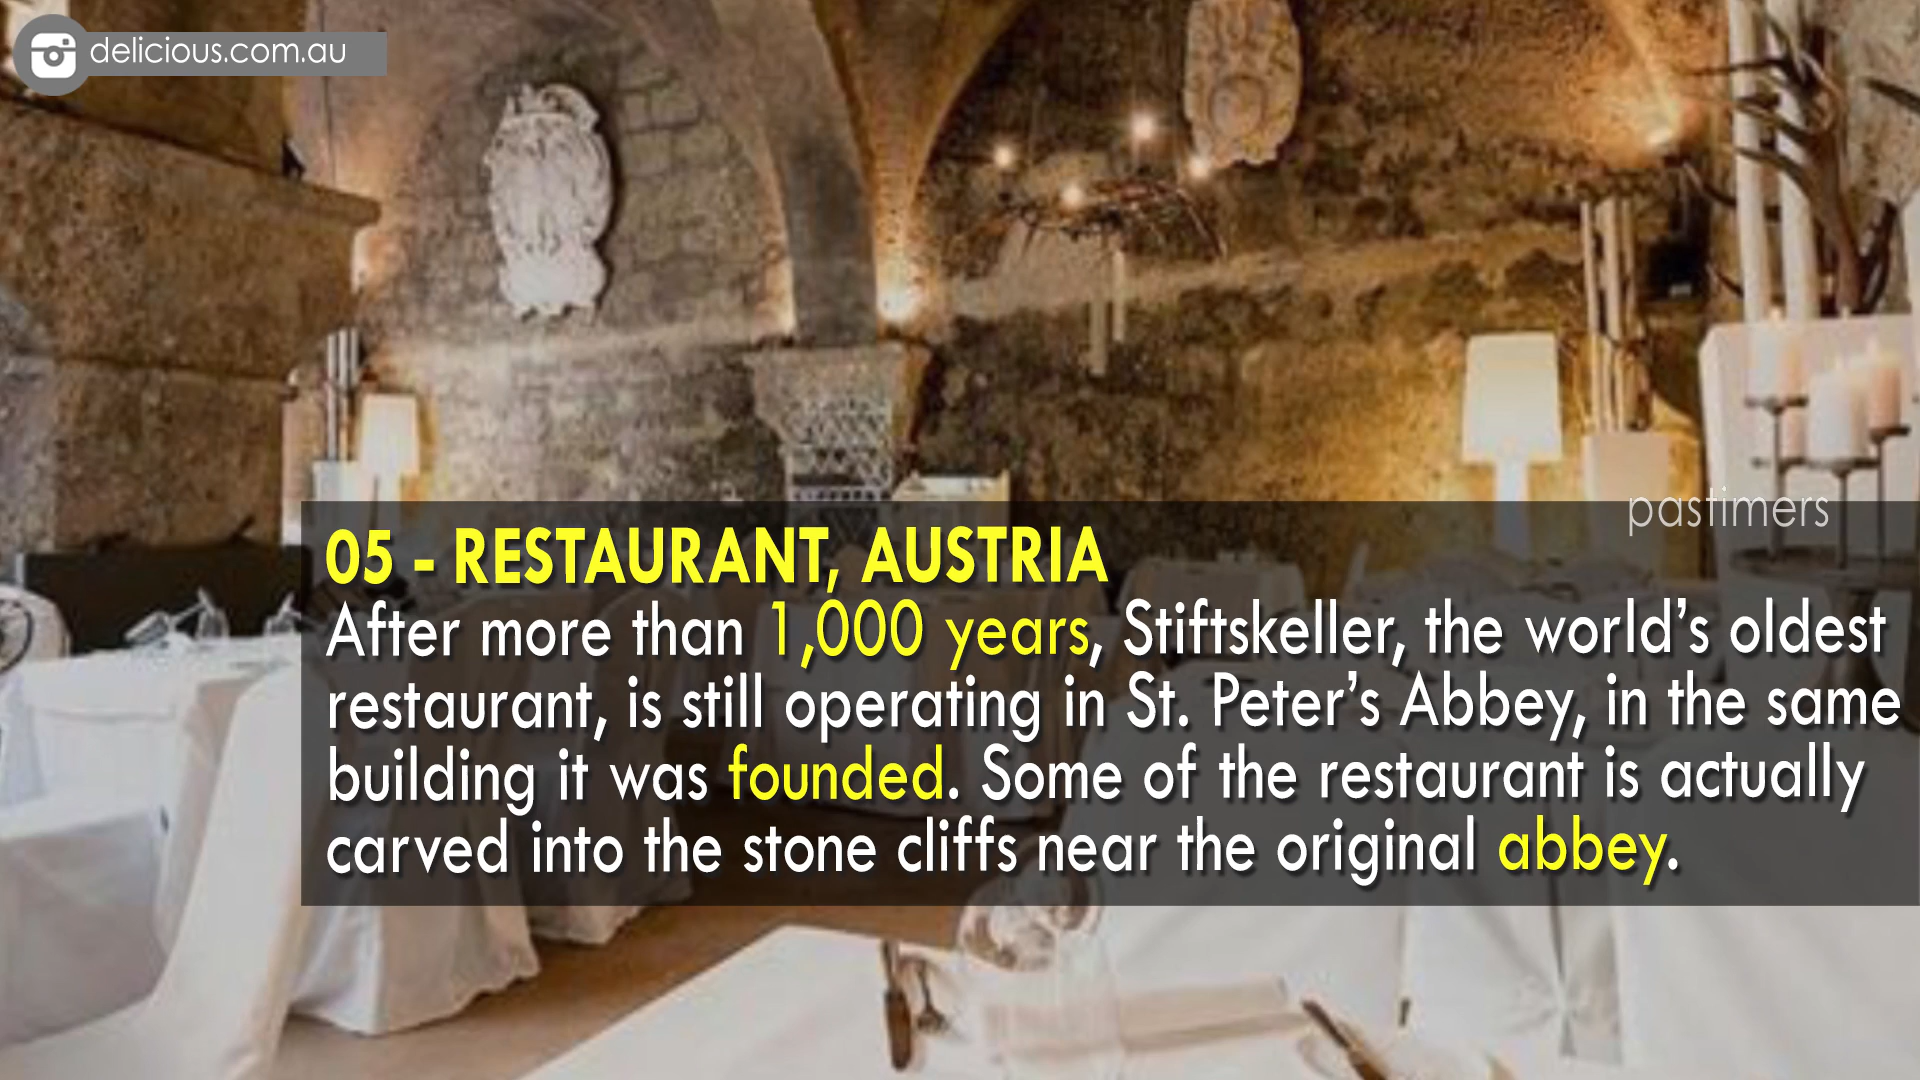 delicious.com.au
pastimers
05 - RESTAURANT, AUSTRIA
After more than 1,000 years, Stiftskeller, the world’s oldest
restaurant, is still operating in St. Peter’s Abbey, in the same
building it was founded. Some of the restaurant is actually
carved into the stone cliffs near the original abbey.